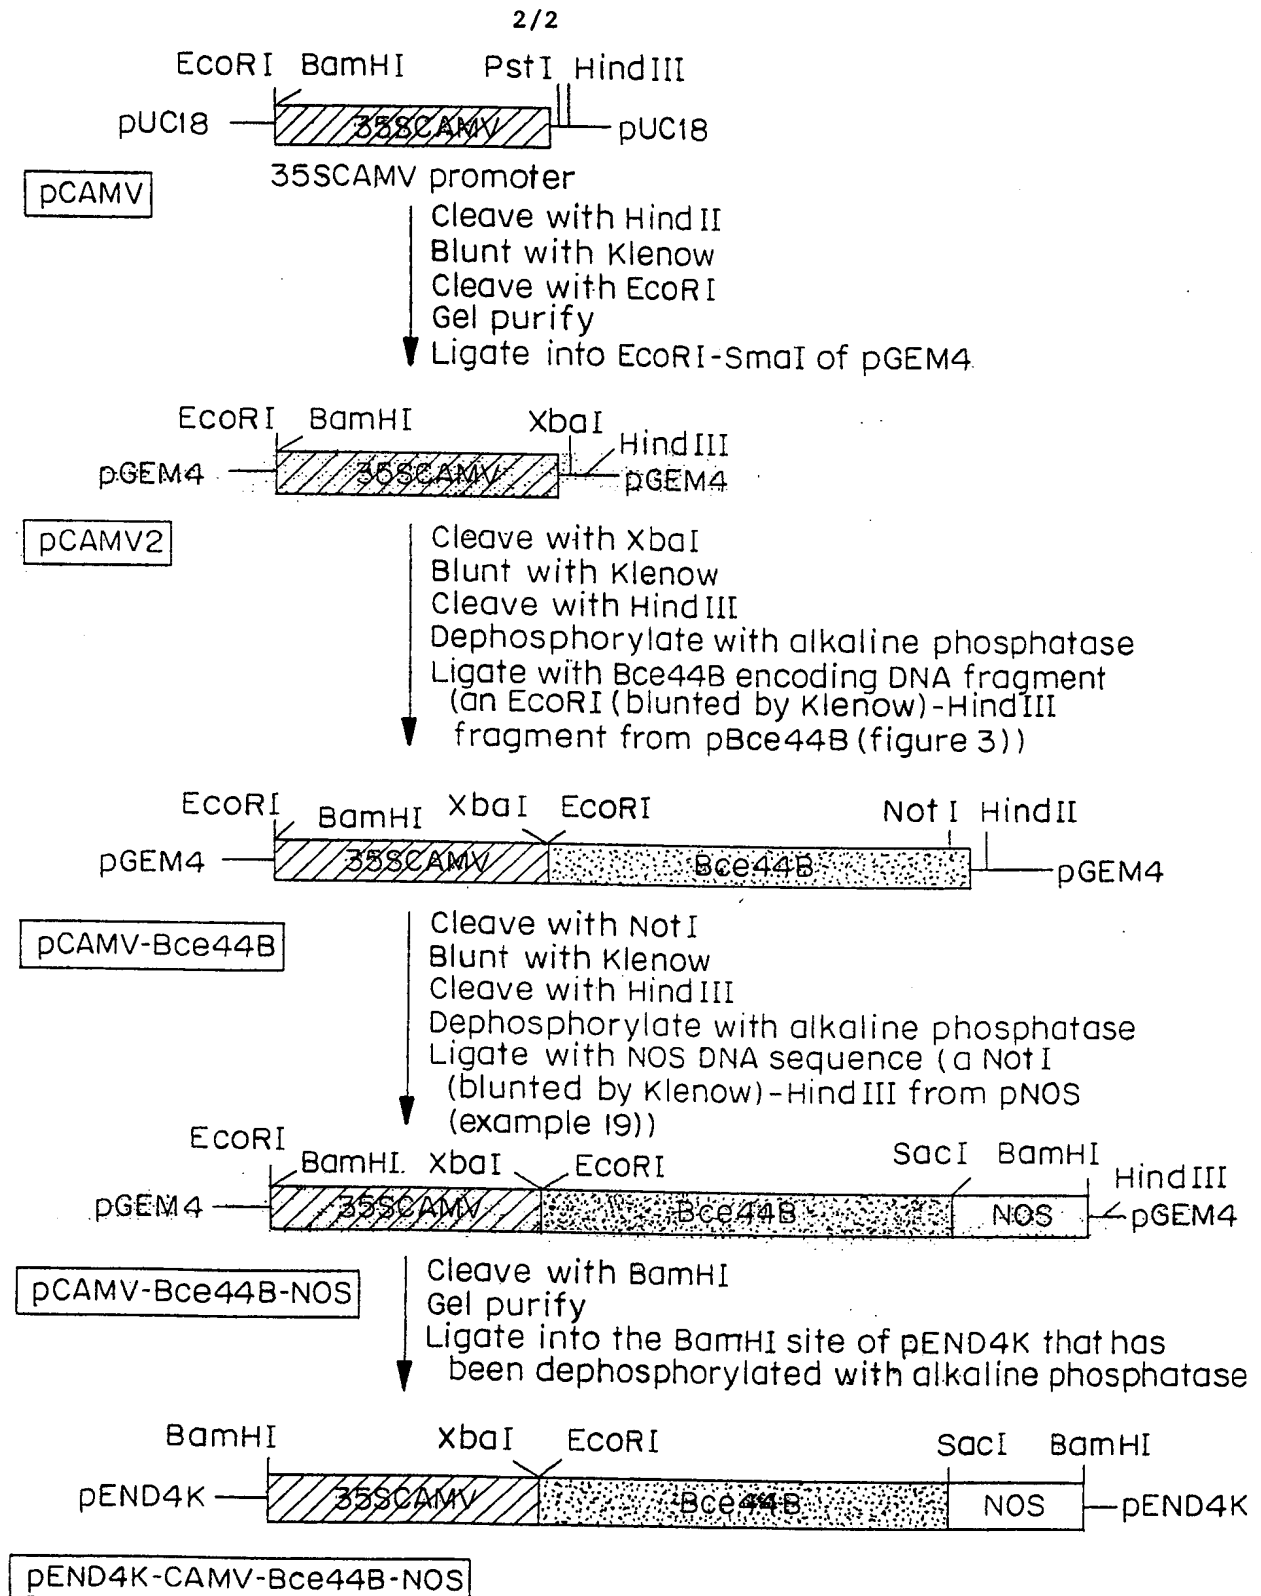 2/2
EcoRI BamHI PstI HindIII
pUC18 35SCAMV pUC18
pCAMV
35SCAMV promoter
Cleave with HindII
Blunt with Klenow
Cleave with EcoRI
Gel purify
Ligate into EcoRI-SmaI of pGEM4
EcoRI BamHI XbaI HindIII
pGEM4 35SCAMV pGEM4
pCAMV2
Cleave with XbaI
Blunt with Klenow
Cleave with HindIII
Dephosphorylate with alkaline phosphatase
Ligate with Bce44B encoding DNA fragment
(an EcoRI (blunted by Klenow)-HindIII
fragment from pBce44B (figure 3))
EcoRI BamHI XbaI EcoRI NotI HindII
pGEM4 35SCAMV Bce44B pGEM4
pCAMV-Bce44B
Cleave with NotI
Blunt with Klenow
Cleave with HindIII
Dephosphorylate with alkaline phosphatase
Ligate with NOS DNA sequence (a NotI
(blunted by Klenow)-HindIII from pNOS
(example 19))
EcoRI BamHI. XbaI EcoRI SacI BamHI HindIII
pGEM4 35SCAMV Bce44B NOS pGEM4
pCAMV-Bce44B-NOS
Cleave with BamHI
Gel purify
Ligate into the BamHI site of pEND4K that has
been dephosphorylated with alkaline phosphatase
BamHI XbaI EcoRI SacI BamHI
pEND4K 35SCAMV Bce44B NOS pEND4K
pEND4K-CAMV-Bce44B-NOS